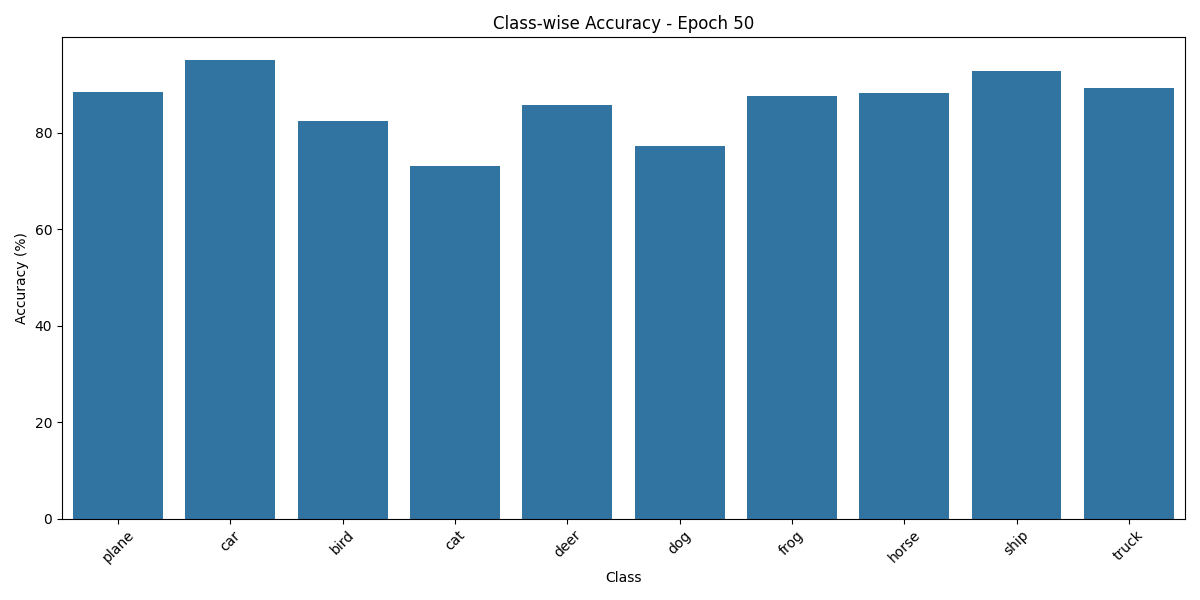 Class-wise Accuracy - Epoch 50
Accuracy (%)
80
60
40
20
0
plane
car
bird
cat
deer
dog
frog
horse
ship
truck
Class